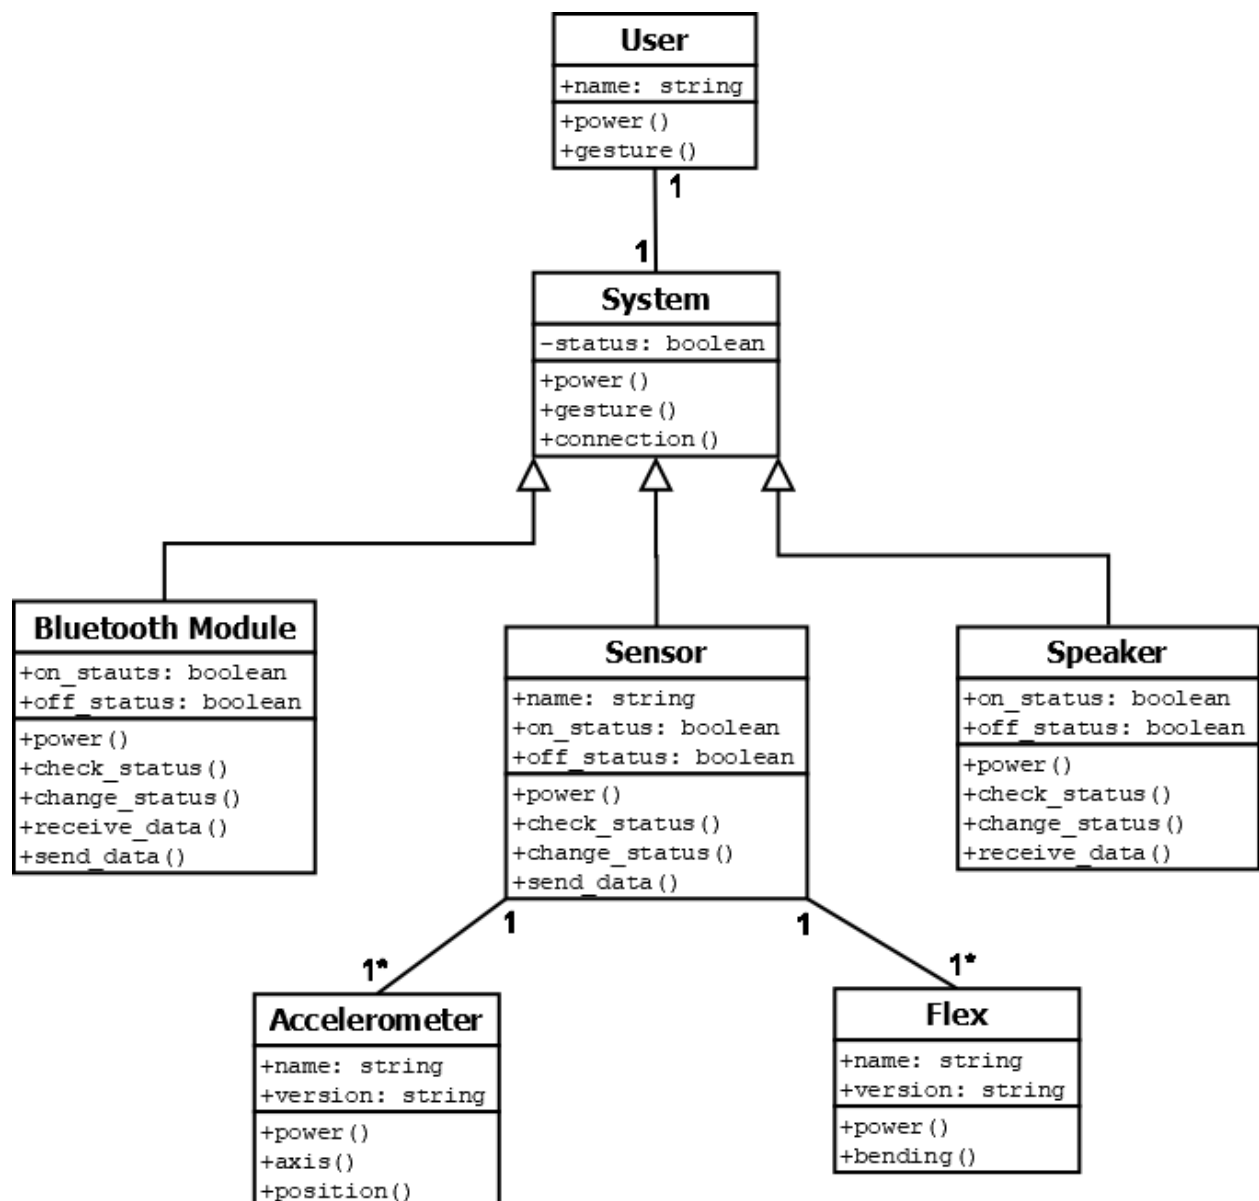 User
+name: string
+power()
+gesture()
1
1
System
-status: boolean
+power()
+gesture()
+connection()
Bluetooth Module
+on_stauts: boolean
+off_status: boolean
+power()
+check_status()
+change_status()
+receive_data()
+send_data()
Sensor
+name: string
+on_status: boolean
+off_status: boolean
+power()
+check_status()
+change_status()
+send_data()
Speaker
+on_status: boolean
+off_status: boolean
+power()
+check_status()
+change_status()
+receive_data()
1
1
1*
1*
Accelerometer
+name: string
+version: string
+power()
+axis()
+position()
Flex
+name: string
+version: string
+power()
+bending()